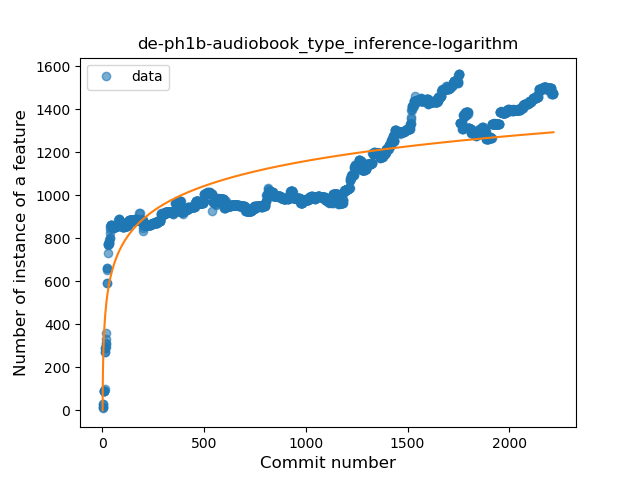 de-ph1b-audiobook_type_inference-logarithm
data
Number of instance of a feature
1600
1400
1200
1000
800
600
400
200
0
0 500 1000 1500 2000
Commit number